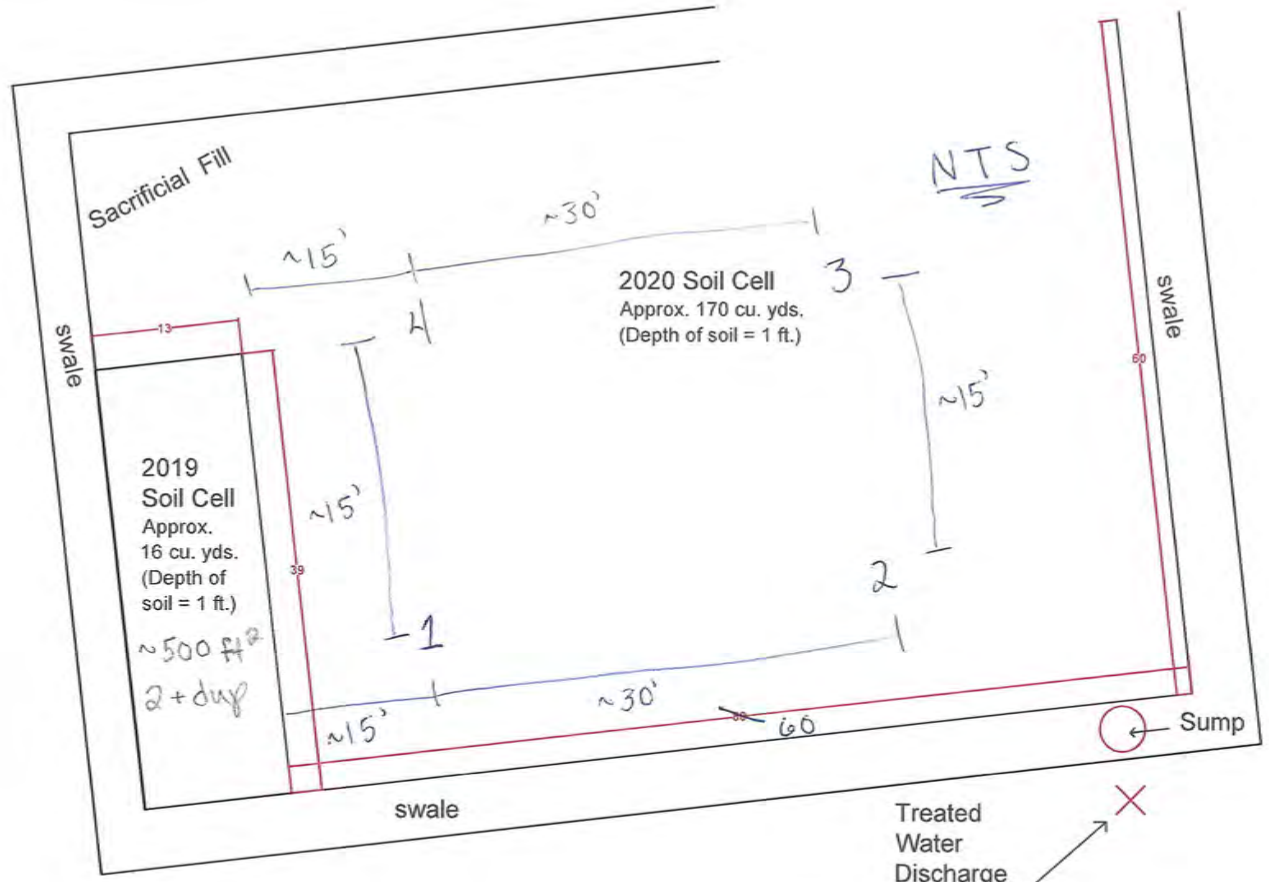 NTS
Sacrificial Fill
~15'
~30'
4
2020 Soil Cell
Approx. 170 cu. yds.
(Depth of soil = 1 ft.)
3
swale
swale
13
60
~15'
2019
Soil Cell
Approx.
16 cu. yds.
(Depth of
soil = 1 ft.)
~500 ft²
2 + dup
~15'
39
1
2
~15'
~30'
60
Sump
swale
Treated
Water
Discharge